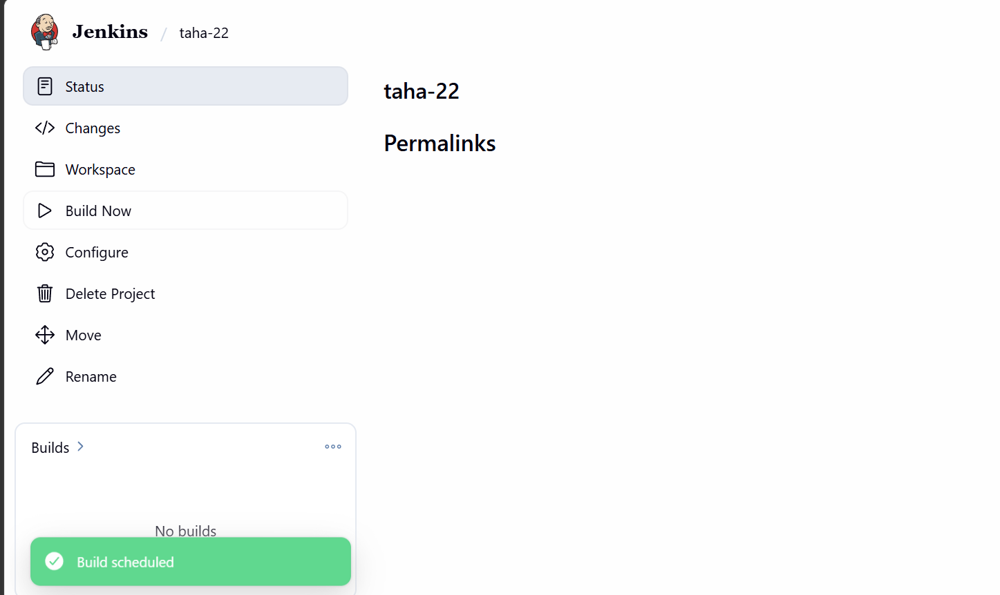 Jenkins / taha-22
Status
Changes
Workspace
Build Now
Configure
Delete Project
Move
Rename
Builds
No builds
Build scheduled
taha-22
Permalinks